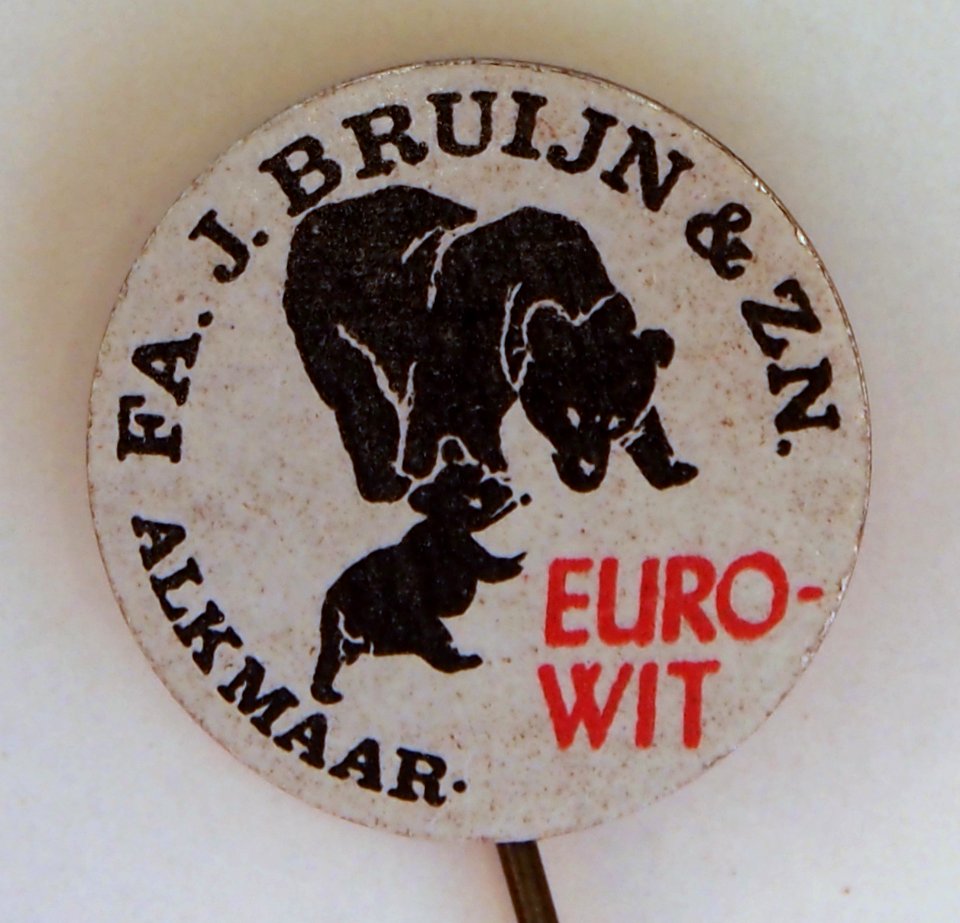 FA. J. BRUIJN & ZN.
ALKMAAR.
EURO-
WIT